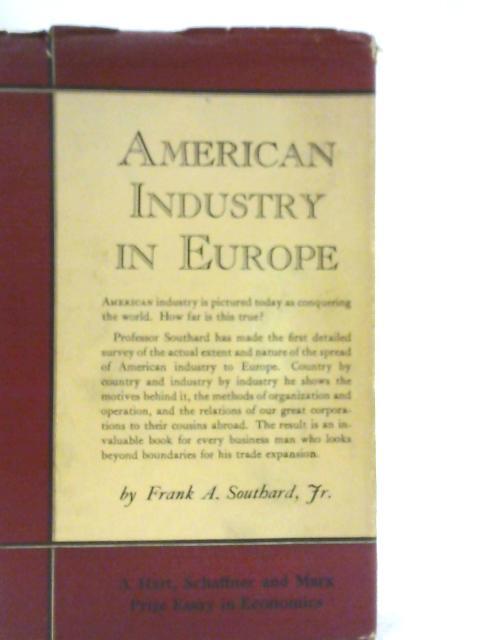 AMERICAN
INDUSTRY
IN EUROPE
AMERICAN industry is pictured today as conquering
the world. How far is this true?
Professor Southard has made the first detailed
survey of the actual extent and nature of the spread
of American industry to Europe. Country by
country and industry by industry he shows the
motives behind it, the methods of organization and
operation, and the relations of our great corpora-
tions to their cousins abroad. The result is an in-
valuable book for every business man who looks
beyond boundaries for his trade expansion.
by Frank A. Southard, Jr.
A Hart, Schaffner and Marx
Prize Essay in Economics